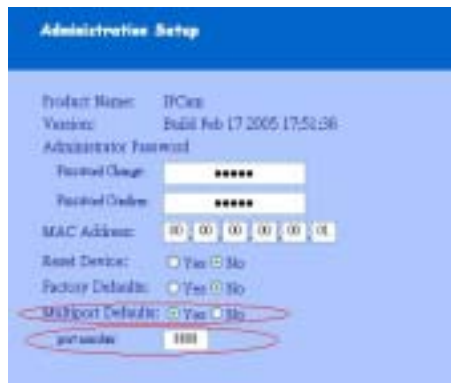 Administration Setup
Product Name: IPCam
Version: Build Feb 17 2005 17:51:36
Administrator Password
Password Change: •••••
Password Confirm: •••••
MAC Address: 00 00 00 00 00 01
Reset Device: Yes No
Factory Defaults: Yes No
Multiport Defaults: Yes No
port number